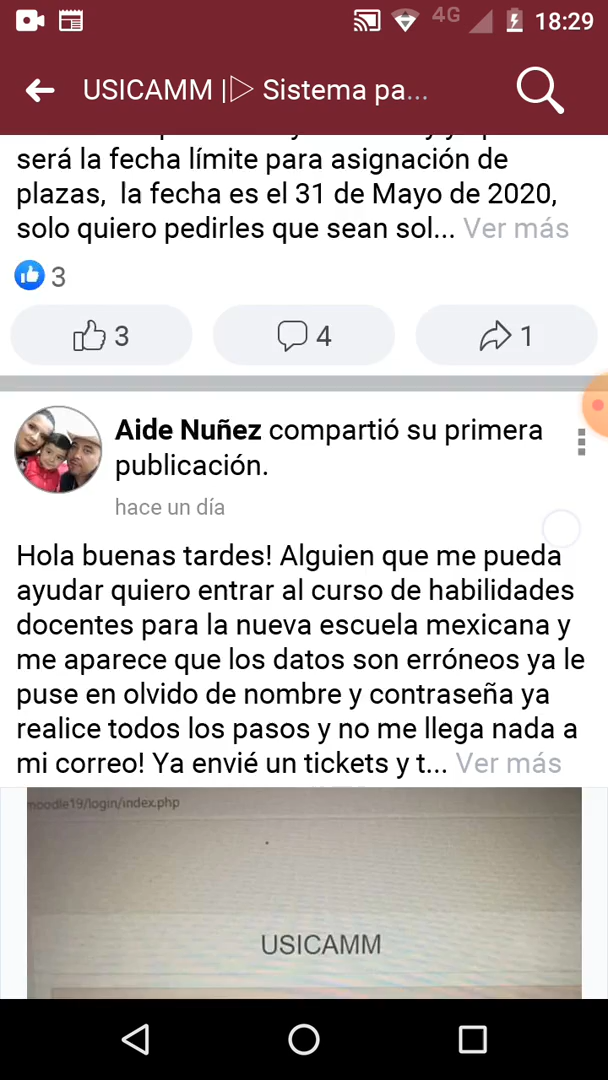 4G 18:29
USICAMM |▷ Sistema pa...
será la fecha límite para asignación de
plazas, la fecha es el 31 de Mayo de 2020,
solo quiero pedirles que sean sol... Ver más
3
3 4 1
Aide Nuñez compartió su primera
publicación.
hace un día
Hola buenas tardes! Alguien que me pueda
ayudar quiero entrar al curso de habilidades
docentes para la nueva escuela mexicana y
me aparece que los datos son erróneos ya le
puse en olvido de nombre y contraseña ya
realice todos los pasos y no me llega nada a
mi correo! Ya envié un tickets y t... Ver más
moodle19/login/index.php
USICAMM